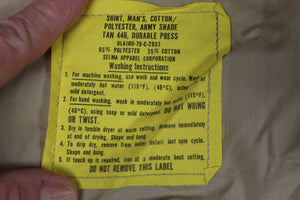 SHIRT, MAN'S, COTTON/
POLYESTER, ARMY SHADE
TAN 446, DURABLE PRESS
DLA100-79-C-2937
65% POLYESTER 35% COTTON
SELMA APPAREL CORPORATION
Washing Instructions
1. For machine washing, use wash and wear cycle. Wash at
moderately hot water (115°F), (46°C), using
mild detergent.
2. For hand washing, wash in moderately hot water (115°F),
(46°C), using soap or mild detergent. DO NOT WRING
OR TWIST.
3. Dry in tumble dryer at warm setting. Remove immediately
at end of drying. Shape and hang.
4. To drip dry, remove from water before last spin cycle.
Shape and hang.
5. If touch up is required, iron at a moderate heat setting.
DO NOT REMOVE THIS LABEL